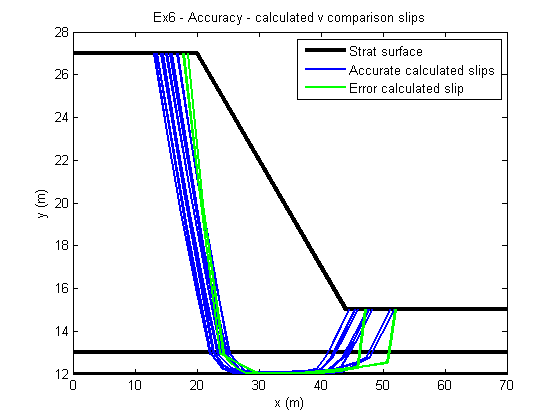 Ex6 - Accuracy - calculated v comparison slips
28
26
24
22
20
18
16
14
12
y (m)
Strat surface
Accurate calculated slips
Error calculated slip
0
10
20
30
40
50
60
70
x (m)